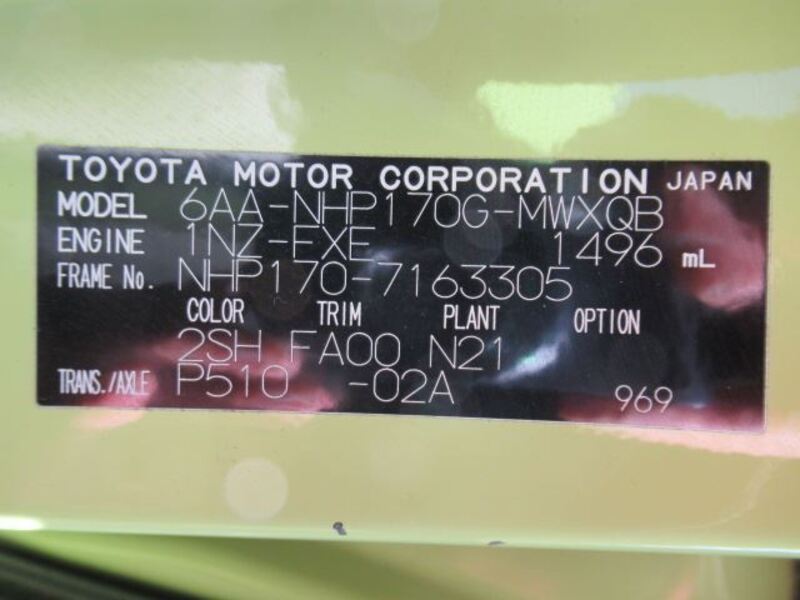 TOYOTA MOTOR CORPORATION JAPAN
MODEL 6AA-NHP170G-MWXQB
ENGINE 1NZ-EXE 1496 mL
FRAME No. NHP170-7163305
COLOR TRIM PLANT OPTION
2SH FA00 N21
TRANS./AXLE P510 -02A 969